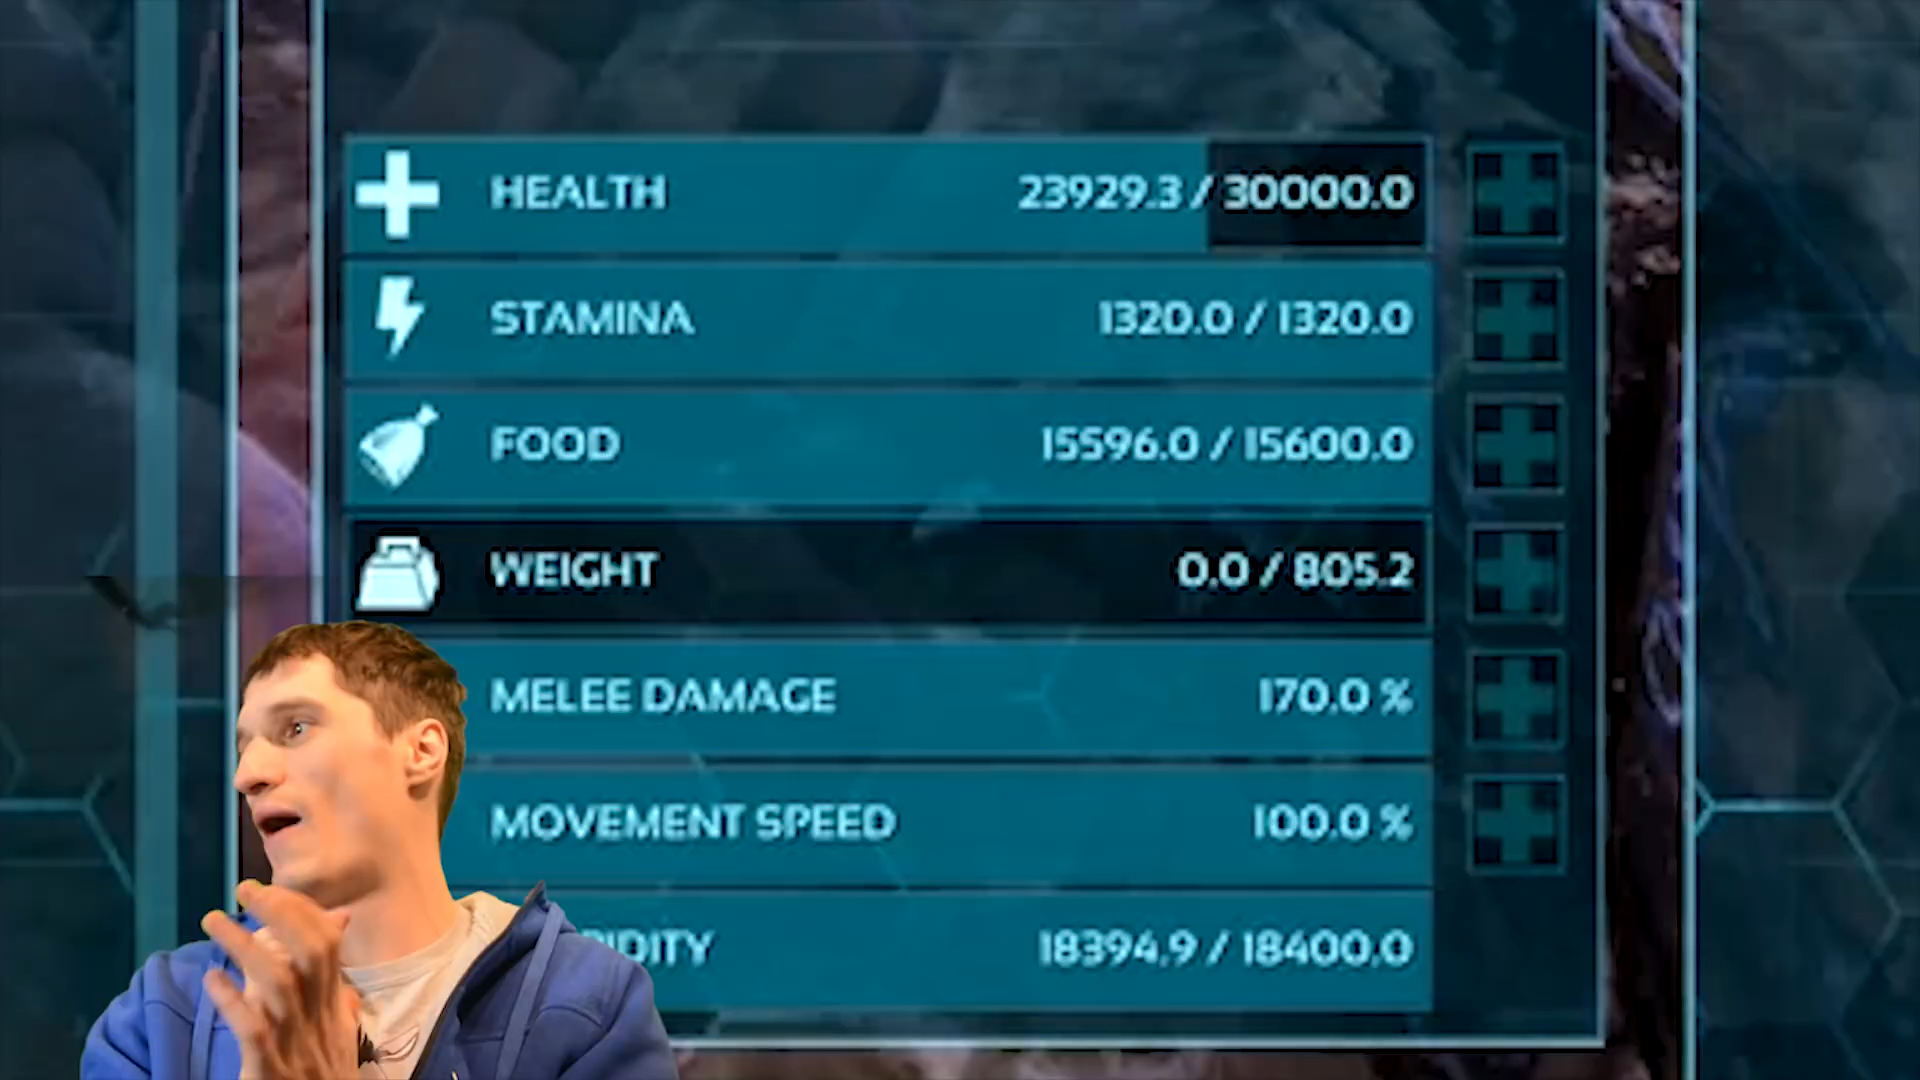 HEALTH 23929.3 / 30000.0
STAMINA 1320.0 / 1320.0
FOOD 15596.0 / 15600.0
WEIGHT 0.0 / 805.2
MELEE DAMAGE 170.0 %
MOVEMENT SPEED 100.0 %
IDITY 18394.9 / 18400.0